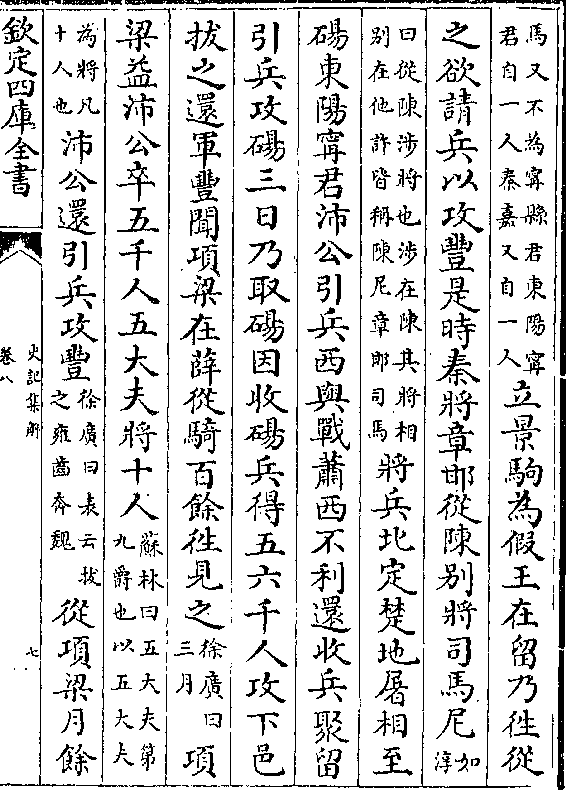 馬又不為甯縣君東陽甯
君自一人秦嘉又自一人
立景駒為假王在留乃徃從
之欲請兵以攻豐是時秦將章邯從陳別將司馬尼
如
淳
曰從陳涉將也涉在陳其將相
別在他許皆稱陳尼章邯司馬
將兵北定楚地屠相至
碭東陽甯君沛公引兵西與戰蕭西不利還收兵聚留
引兵攻碭三日乃取碭因收碭兵得五六千人攻下邑
拔之還軍豐聞項梁在薛從騎百餘徃見之
徐廣曰
三月
項
梁益沛公卒五千人五大夫將十人
蘇林曰五大夫第
九爵也以五大夫
為將凡
十人也
沛公還引兵攻豐
徐廣曰表云拔
之雍齒奔魏
從項梁月餘
欽定四庫全書
史記集解
卷八
七